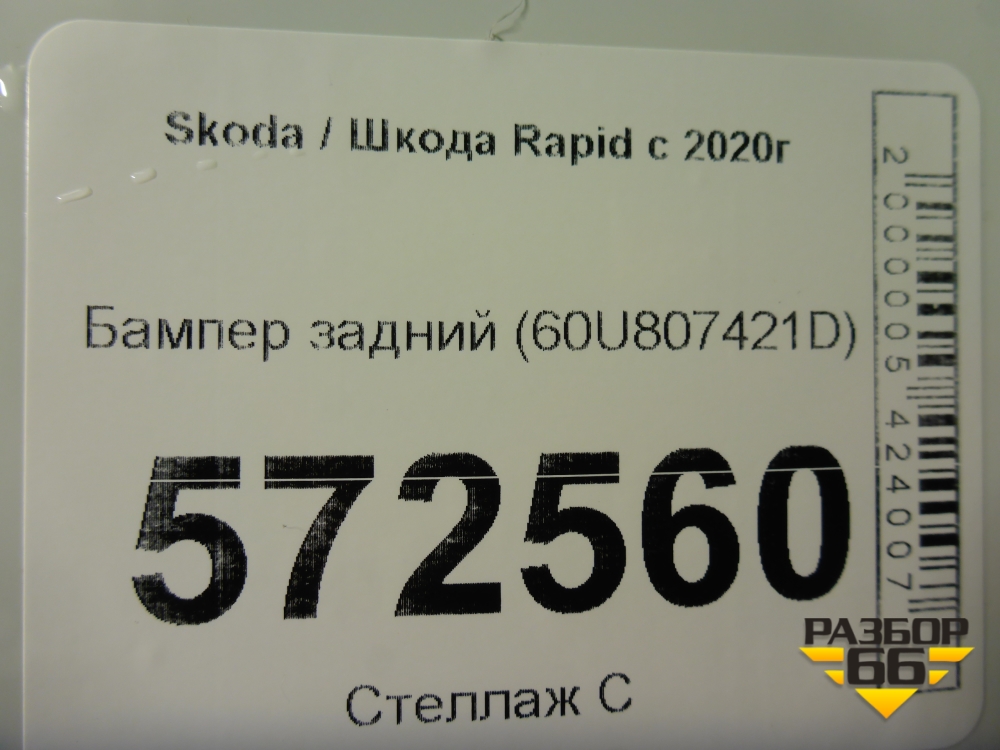 Skoda / Шкода Rapid с 2020г
Бампер задний (60U807421D)
572560
Стеллаж С
2000005424007
РАЗБОР
66